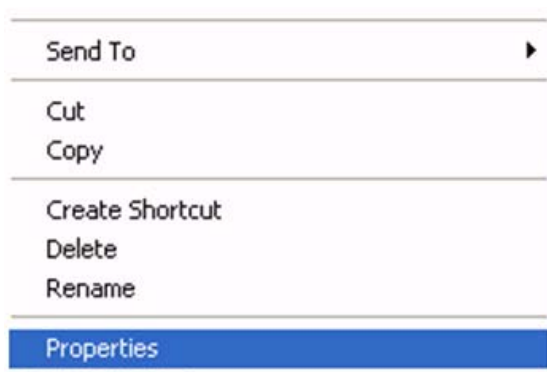 Send To
Cut
Copy
Create Shortcut
Delete
Rename
Properties